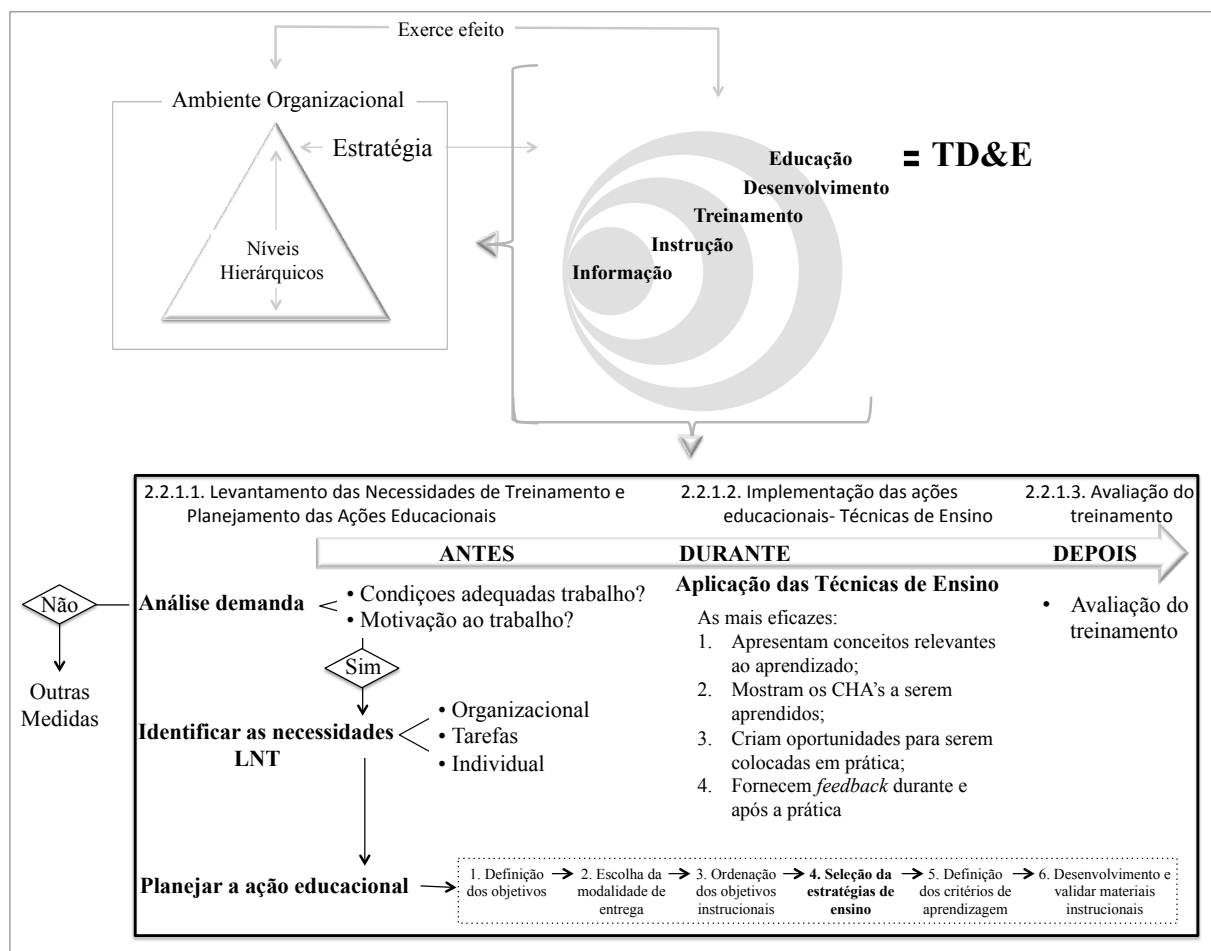 Exerce efeito
Ambiente Organizacional
Estratégia
Níveis
Hierárquicos
Educação
Desenvolvimento
Treinamento
Instrução
Informação
= TD&E
2.2.1.1. Levantamento das Necessidades de Treinamento e
Planejamento das Ações Educacionais
2.2.1.2. Implementação das ações
educacionais- Técnicas de Ensino
2.2.1.3. Avaliação do
treinamento
ANTES
DURANTE
DEPOIS
Não
Outras
Medidas
Análise demanda
• Condiçoes adequadas trabalho?
• Motivação ao trabalho?
Sim
Identificar as necessidades
LNT
• Organizacional
• Tarefas
• Individual
Aplicação das Técnicas de Ensino
As mais eficazes:
1. Apresentam conceitos relevantes
ao aprendizado;
2. Mostram os CHA's a serem
aprendidos;
3. Criam oportunidades para serem
colocadas em prática;
4. Fornecem feedback durante e
após a prática
• Avaliação do
treinamento
Planejar a ação educacional
1. Definição
dos objetivos
2. Escolha da
modalidade de
entrega
3. Ordenação
dos objetivos
instrucionais
4. Seleção da
estratégias de
ensino
5. Definição
dos critérios de
aprendizagem
6. Desenvolvimento e
validar materiais
instrucionais